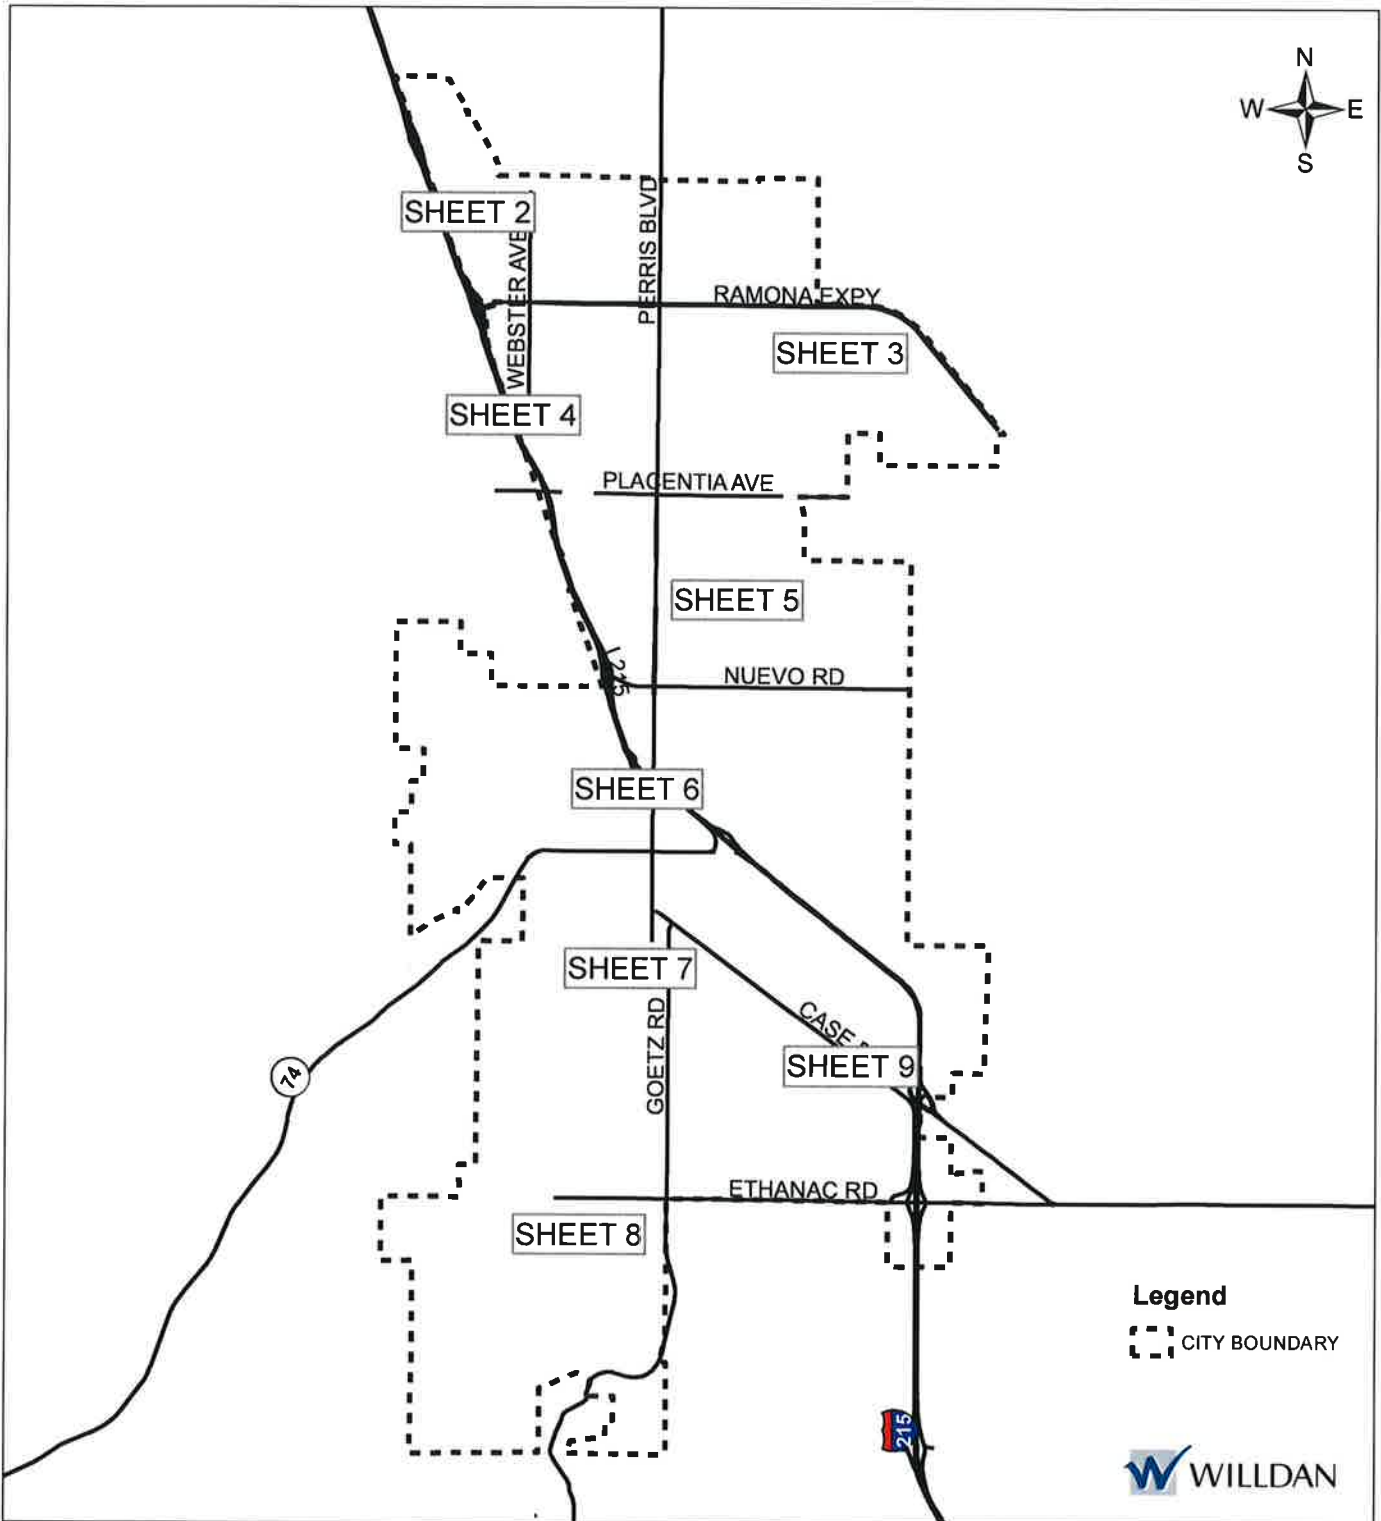 N
W E
S
SHEET 2
WEBSTER AVE
PERRIS BLVD
RAMONA EXPY
SHEET 3
SHEET 4
PLACENTIA AVE
SHEET 5
I 215
NUEVO RD
SHEET 6
SHEET 7
GOETZ RD
CASE
SHEET 9
74
ETHANAC RD
SHEET 8
Legend
CITY BOUNDARY
215
WILLDAN